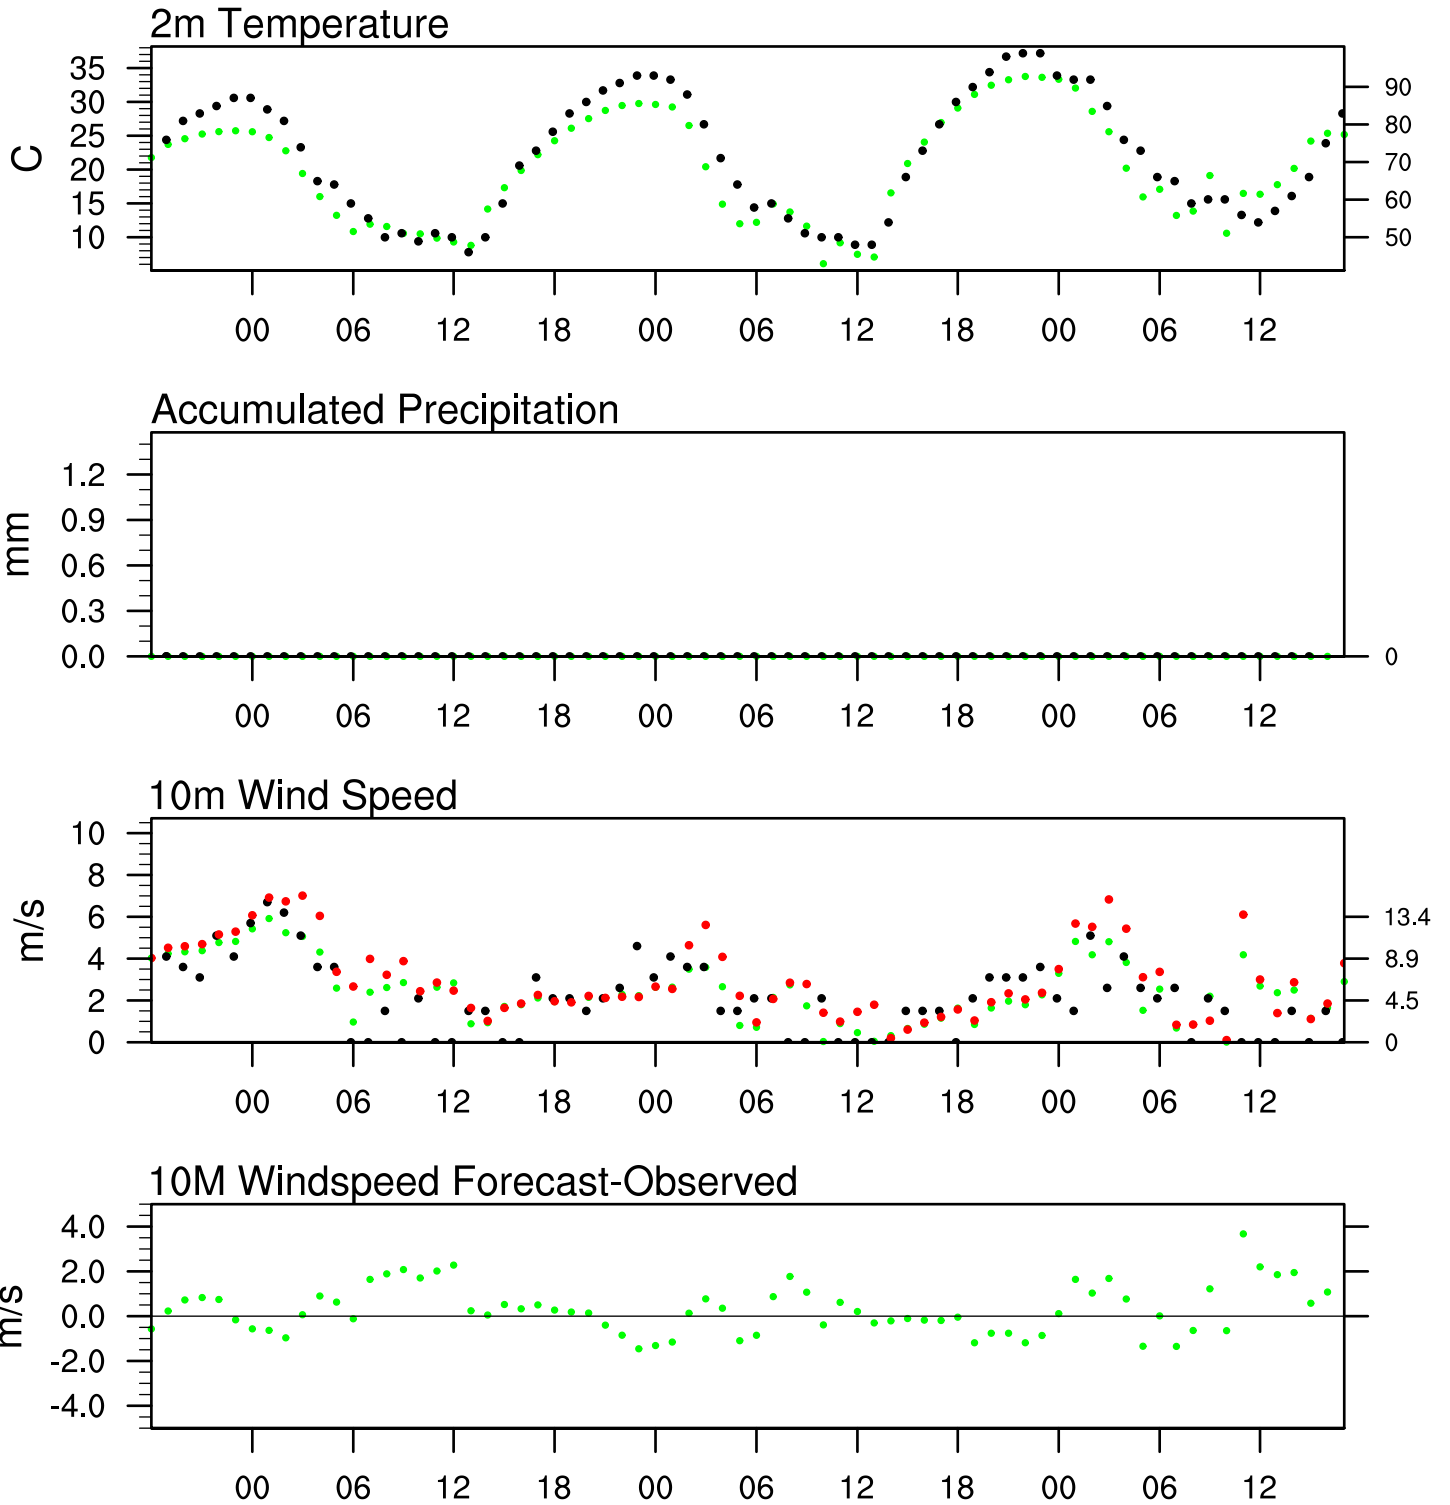 2m Temperature
C
35
30
25
20
15
10
90
80
70
60
50
00 06 12 18 00 06 12 18 00 06 12
Accumulated Precipitation
mm
1.2
0.9
0.6
0.3
0.0
0
00 06 12 18 00 06 12 18 00 06 12
10m Wind Speed
m/s
10
8
6
4
2
0
13.4
8.9
4.5
0
00 06 12 18 00 06 12 18 00 06 12
10M Windspeed Forecast-Observed
m/s
4.0
2.0
0.0
-2.0
-4.0
00 06 12 18 00 06 12 18 00 06 12